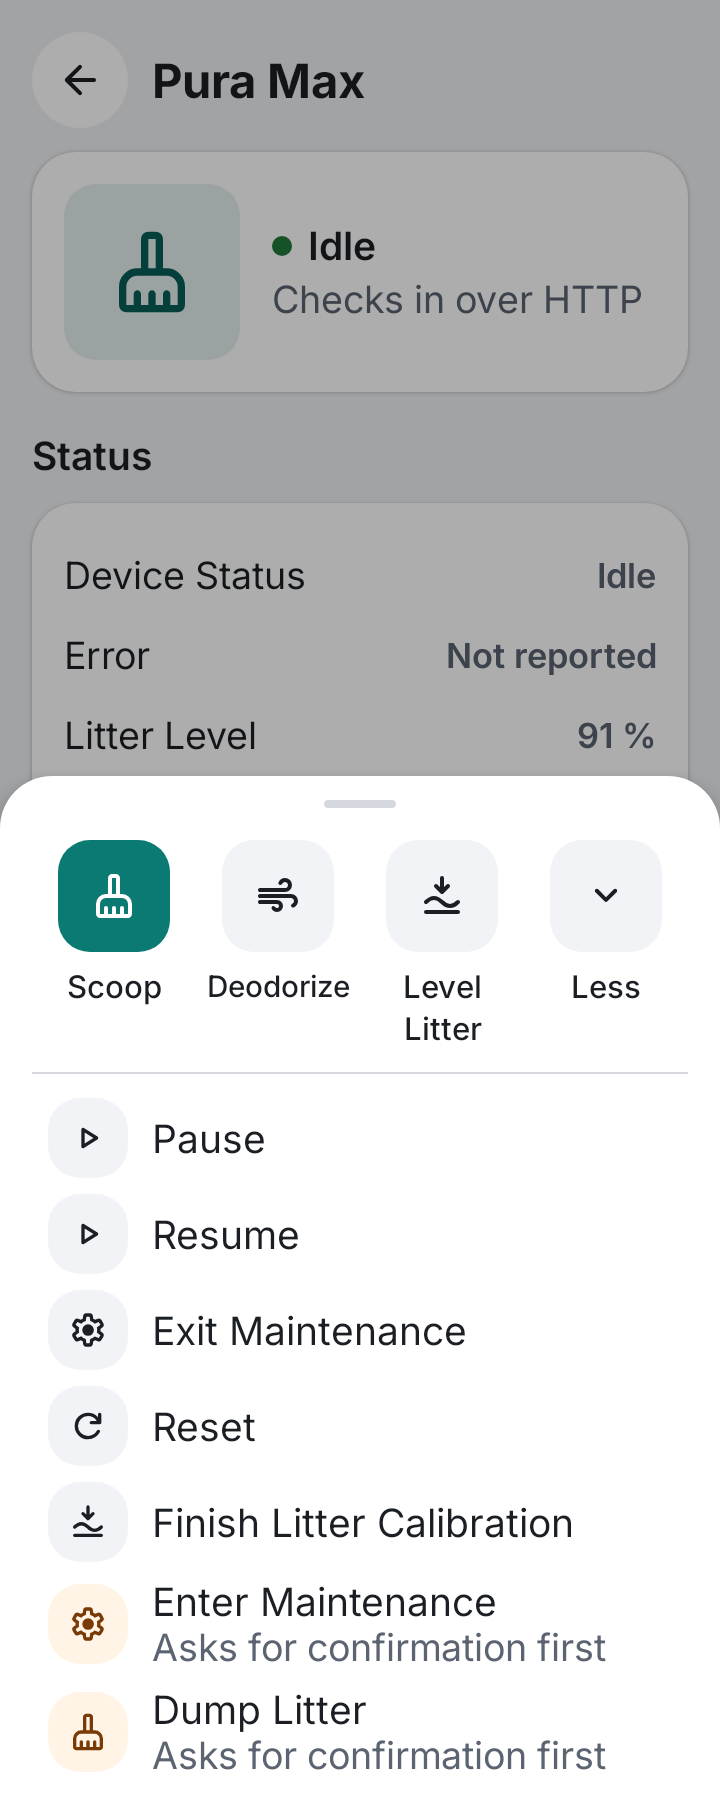 Pura Max
Idle
Checks in over HTTP
Status
Device Status Idle
Error Not reported
Litter Level 91 %
Scoop Deodorize Level Litter Less
Pause
Resume
Exit Maintenance
Reset
Finish Litter Calibration
Enter Maintenance
Asks for confirmation first
Dump Litter
Asks for confirmation first